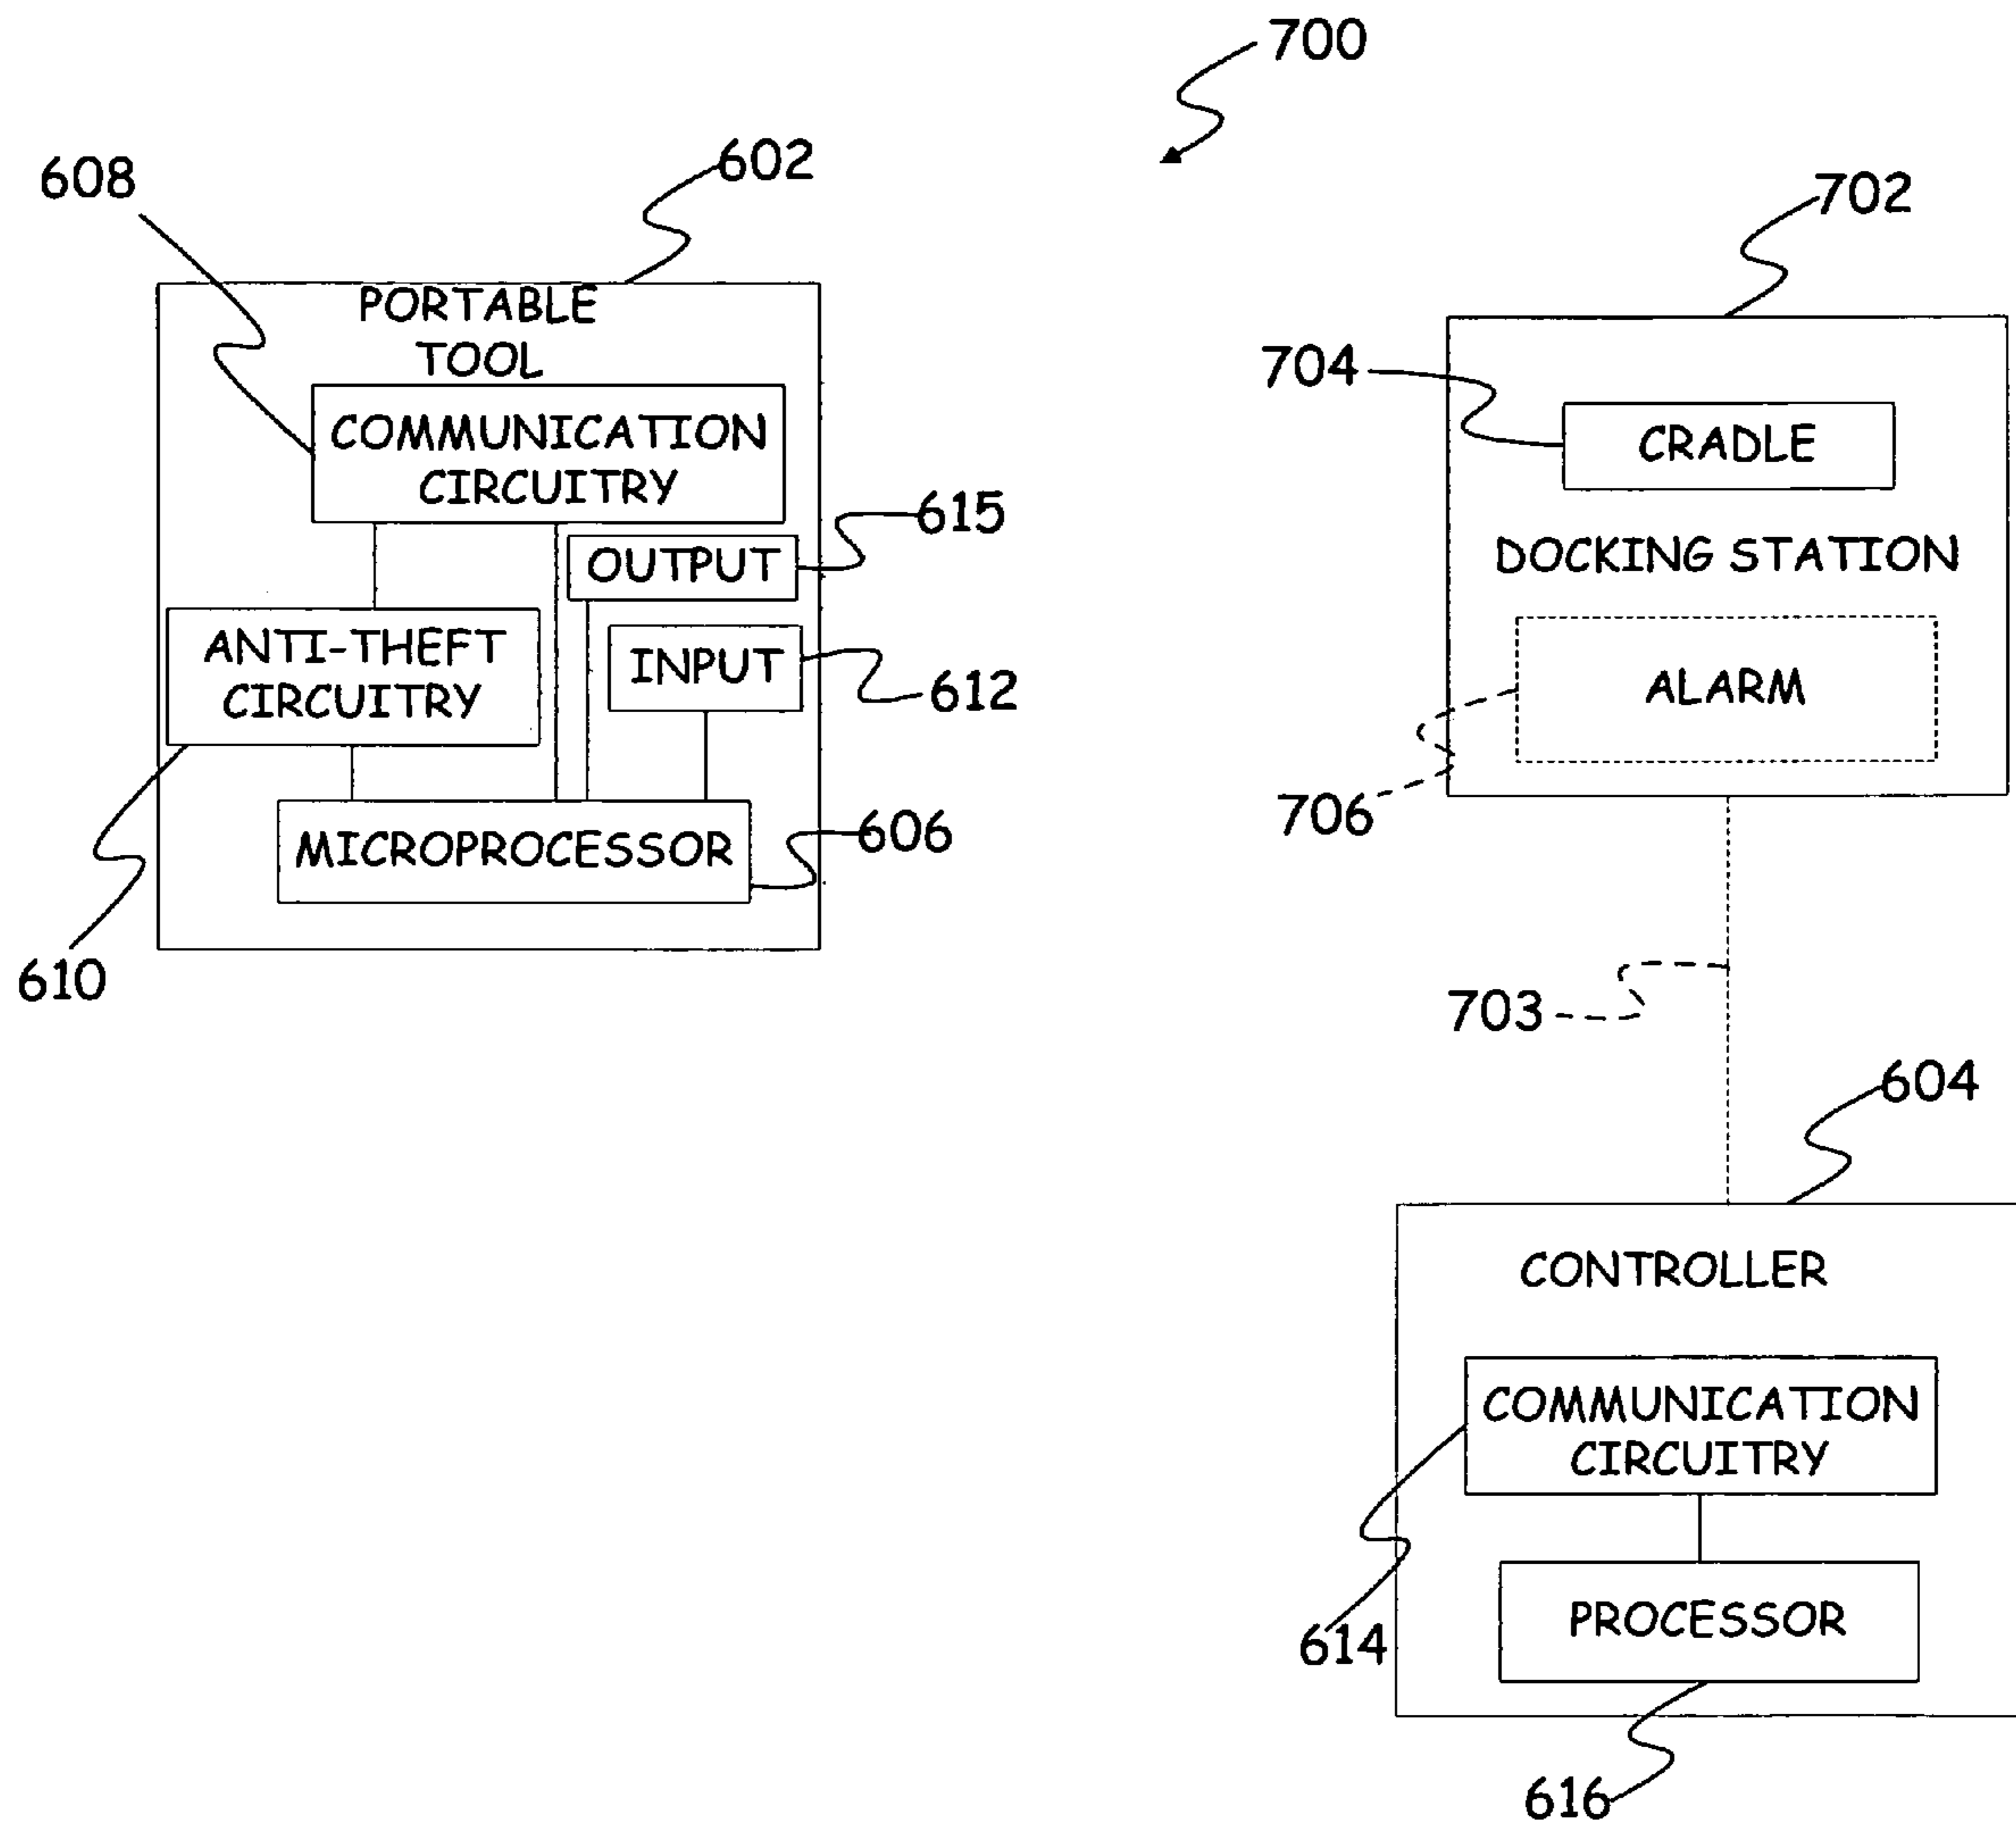 700
602
608
702
PORTABLE
TOOL
704
COMMUNICATION
CIRCUITRY
CRADLE
615
OUTPUT
DOCKING STATION
ANTI-THEFT
CIRCUITRY
INPUT
612
ALARM
706
MICROPROCESSOR
606
610
703
604
CONTROLLER
COMMUNICATION
CIRCUITRY
614
PROCESSOR
616